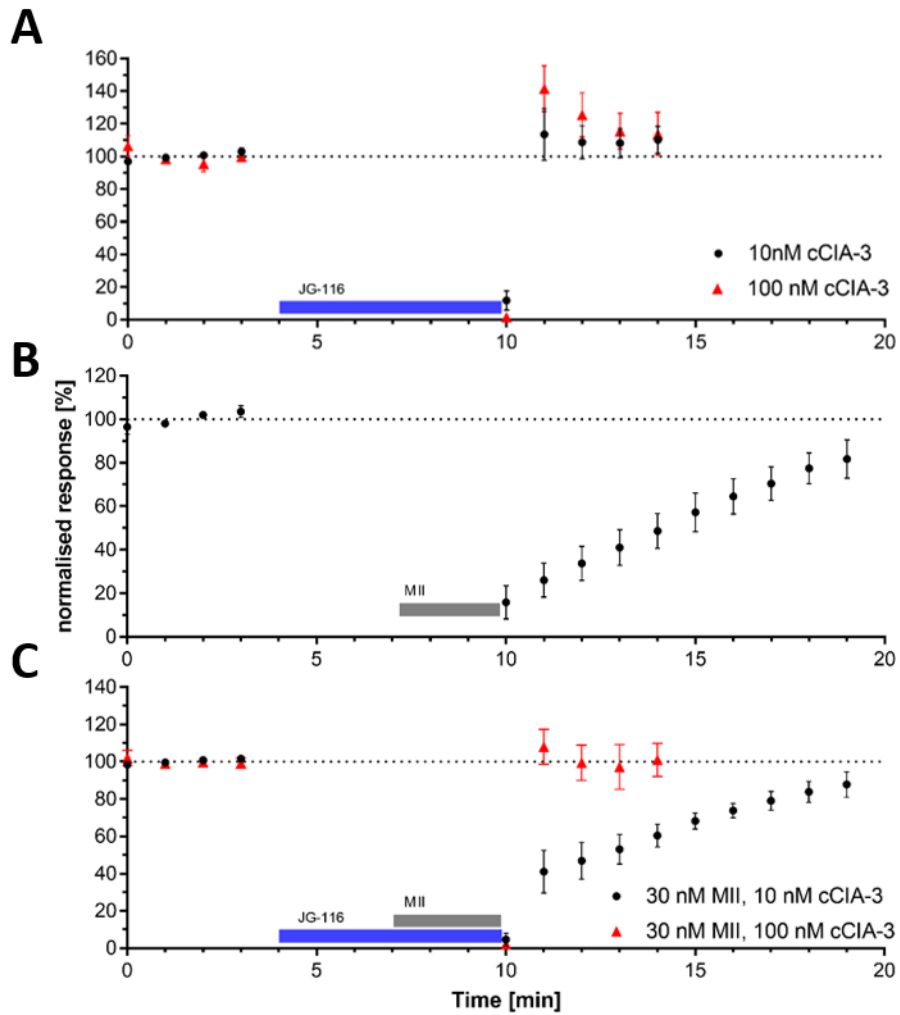 A
160
140
120
100
80
60
40
20
0
JG-116
10nM cCIA-3
100 nM cCIA-3
0 5 10 15 20
B
normalised response [%]
120
100
80
60
40
20
0
MII
0 5 10 15 20
C
140
120
100
80
60
40
20
0
MII
JG-116
30 nM MII, 10 nM cCIA-3
30 nM MII, 100 nM cCIA-3
0 5 10 15 20
Time [min]